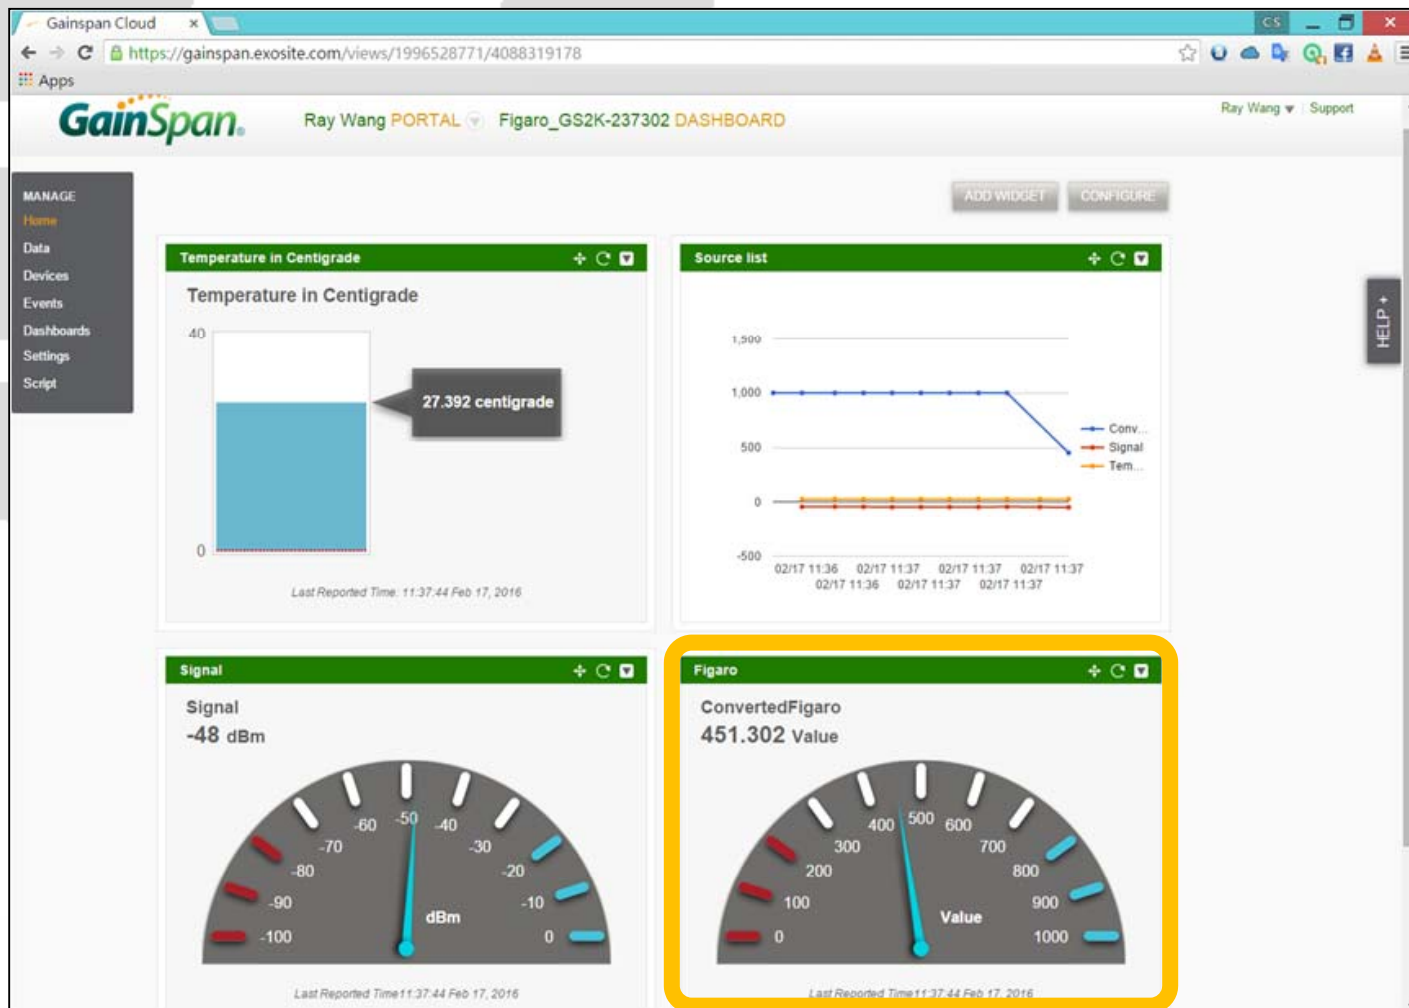 Gainspan Cloud
CS
https://gainspan.exosite.com/views/1996528771/4088319178
Apps
GainSpan.
Ray Wang PORTAL Figaro_GS2K-237302 DASHBOARD
Ray Wang Support
MANAGE
Home
Data
Devices
Events
Dashboards
Settings
Script
ADD WIDGET CONFIGURE
HELP +
Temperature in Centigrade
Temperature in Centigrade
40
27.392 centigrade
0
Last Reported Time: 11:37:44 Feb 17, 2016
Source list
1,500
1,000
500
0
-500
Conv...
Signal
Tem...
02/17 11:36 02/17 11:37 02/17 11:37 02/17 11:37
02/17 11:36 02/17 11:37 02/17 11:37
Signal
Signal
-48 dBm
-100
-90
-80
-70
-60
-50
-40
-30
-20
-10
0
dBm
Last Reported Time11:37:44 Feb 17, 2016
Figaro
ConvertedFigaro
451.302 Value
0
100
200
300
400
500
600
700
800
900
1000
Value
Last Reported Time11:37:44 Feb 17, 2016